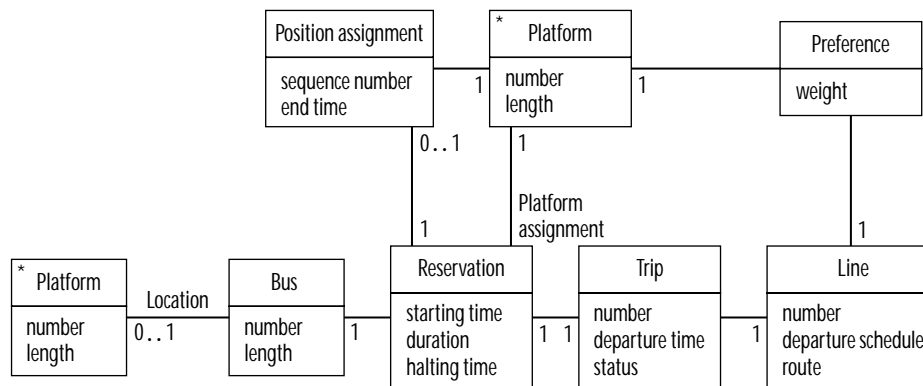 Position assignment
sequence number
end time
*
Platform
number
length
Preference
weight
1
1
0..1
1
Platform
assignment
1
1
*
Platform
number
length
Location
0..1
Bus
number
length
1
Reservation
starting time
duration
halting time
1
1
Trip
number
departure time
status
1
Line
number
departure schedule
route